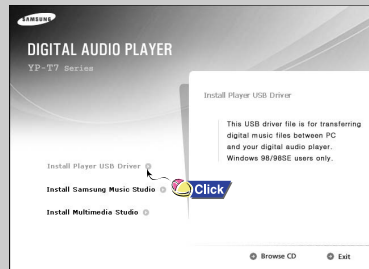 SAMSUNG
DIGITAL AUDIO PLAYER
YP-T7 Series
Install Player USB Driver
This USB driver file is for transferring
digital music files between PC
and your digital audio player.
Windows 98/98SE users only.
Install Player USB Driver
Install Samsung Music Studio
Click
Install Multimedia Studio
Browse CD
Exit